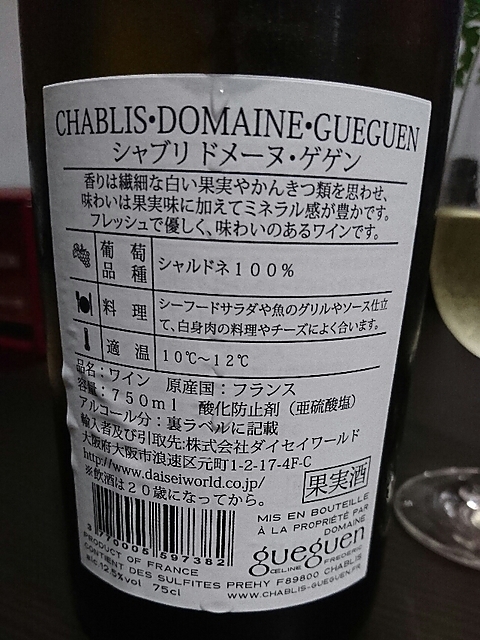 CHABLIS・DOMAINE・GUEGUEN
シャブリ ドメーヌ・ゲゲン
香りは繊細な白い果実やかんきつ類を思わせ、
味わいは果実味に加えてミネラル感が豊かです。
フレッシュで優しく、味わいのあるワインです。
葡萄
品種
シャルドネ100%
料理
シーフードサラダや魚のグリルやソース仕立
て、白身肉の料理やチーズによく合います。
適温
10℃～12℃
品名：ワイン 原産国：フランス
容量：750ml 酸化防止剤（亜硫酸塩）
アルコール分：裏ラベルに記載
輸入者及び引取先:株式会社ダイセイワールド
大阪府大阪市浪速区元町1-2-17-4F-C
http://www.daiseiworld.co.jp/
※飲酒は20歳になってから。
果実酒
3 770005 597382
MIS EN BOUTEILLE
À LA PROPRIÉTÉ PAR
DOMAINE
gueguen
CÉLINE FRÉDÉRIC
PRODUCT OF FRANCE
CONTIENT DES SULFITES PREHY F89800 CHABLIS
Alc 12.5%vol 75cl
WWW.CHABLIS-GUEGUEN.FR